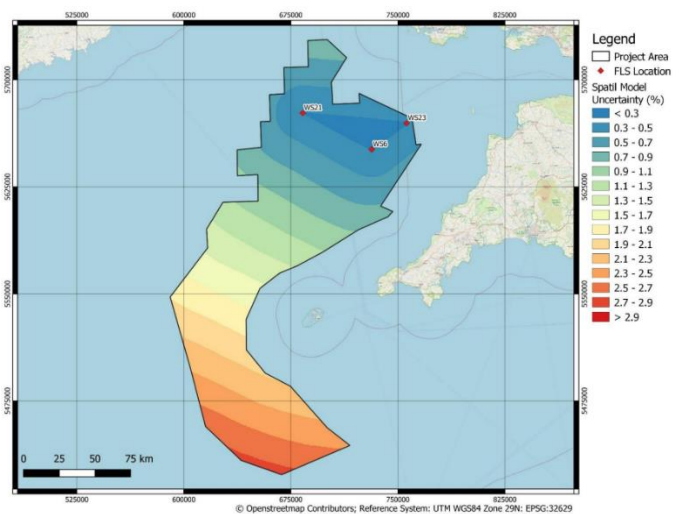 525000 600000 675000 750000 825000
5700000 5700000
5625000 5625000
5550000 5550000
5475000 5475000
WS21
WS23
WS6
0 25 50 75 km
525000 600000 675000 750000 825000
Legend
Project Area
FLS Location
Spatil Model
Uncertainty (%)
< 0.3
0.3 - 0.5
0.5 - 0.7
0.7 - 0.9
0.9 - 1.1
1.1 - 1.3
1.3 - 1.5
1.5 - 1.7
1.7 - 1.9
1.9 - 2.1
2.1 - 2.3
2.3 - 2.5
2.5 - 2.7
2.7 - 2.9
> 2.9
© Openstreetmap Contributors; Reference System: UTM WGS84 Zone 29N: EPSG:32629